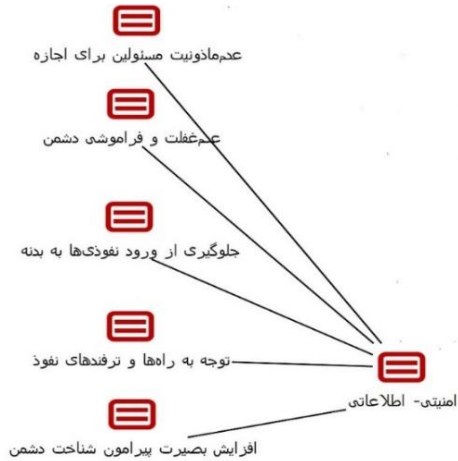 عدم‌ماذونیت مسئولین برای اجازه
عدم‌غفلت و فراموشی دشمن
جلوگیری از ورود نفوذی‌ها به بدنه
توجه به راه‌ها و ترفندهای نفوذ
امنیتی- اطلاعاتی
افزایش بصیرت پیرامون شناخت دشمن